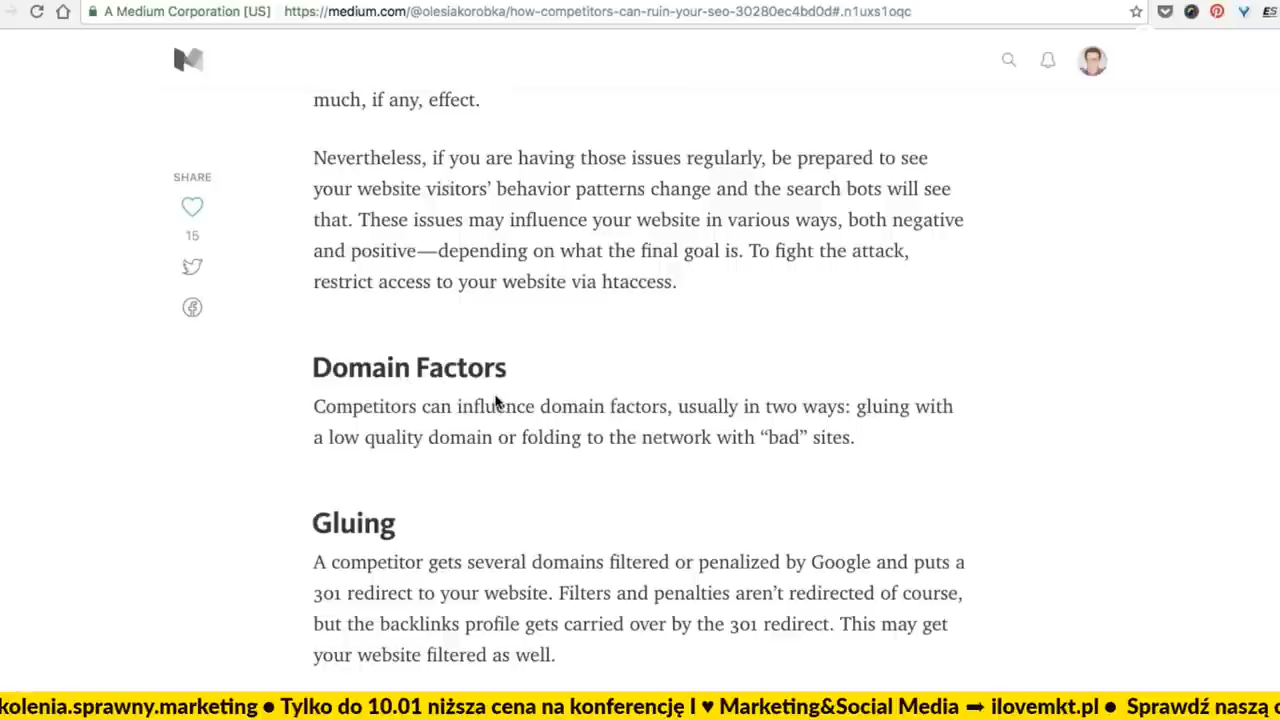 A Medium Corporation [US] https://medium.com/@olesiakorobka/how-competitors-can-ruin-your-seo-30280ec4bd0d#.n1uxs1oqc
ES
much, if any, effect.
Nevertheless, if you are having those issues regularly, be prepared to see
your website visitors’ behavior patterns change and the search bots will see
that. These issues may influence your website in various ways, both negative
and positive—depending on what the final goal is. To fight the attack,
restrict access to your website via htaccess.
SHARE
15
Domain Factors
Competitors can influence domain factors, usually in two ways: gluing with
a low quality domain or folding to the network with “bad” sites.
Gluing
A competitor gets several domains filtered or penalized by Google and puts a
301 redirect to your website. Filters and penalties aren’t redirected of course,
but the backlinks profile gets carried over by the 301 redirect. This may get
your website filtered as well.
kolenia.sprawny.marketing ● Tylko do 10.01 niższa cena na konferencję I ♥ Marketing&Social Media ➡ ilovemkt.pl ● Sprawdź naszą